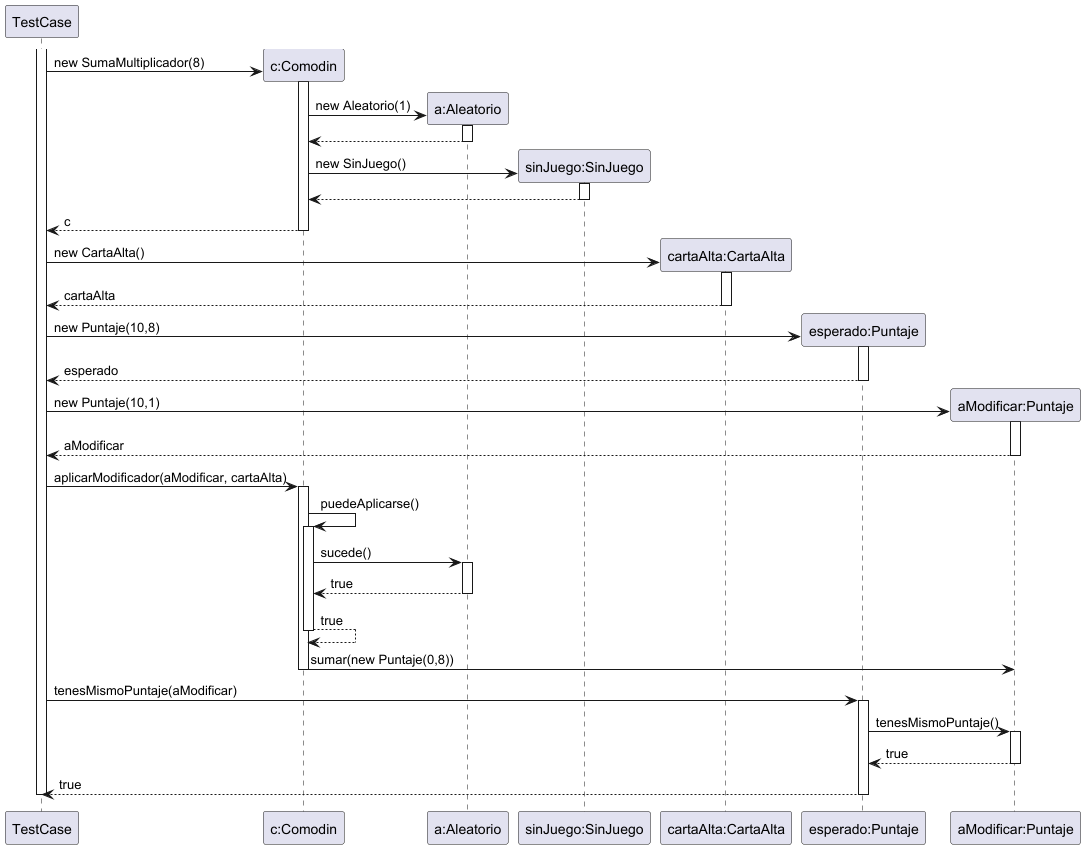 TestCase
new SumaMultiplicador(8)
c:Comodin
new Aleatorio(1)
a:Aleatorio
new SinJuego()
sinJuego:SinJuego
c
new CartaAlta()
cartaAlta:CartaAlta
cartaAlta
new Puntaje(10,8)
esperado:Puntaje
esperado
new Puntaje(10,1)
aModificar:Puntaje
aModificar
aplicarModificador(aModificar, cartaAlta)
puedeAplicarse()
sucede()
true
true
sumar(new Puntaje(0,8))
tenesMismoPuntaje(aModificar)
tenesMismoPuntaje()
true
true
TestCase
c:Comodin
a:Aleatorio
sinJuego:SinJuego
cartaAlta:CartaAlta
esperado:Puntaje
aModificar:Puntaje